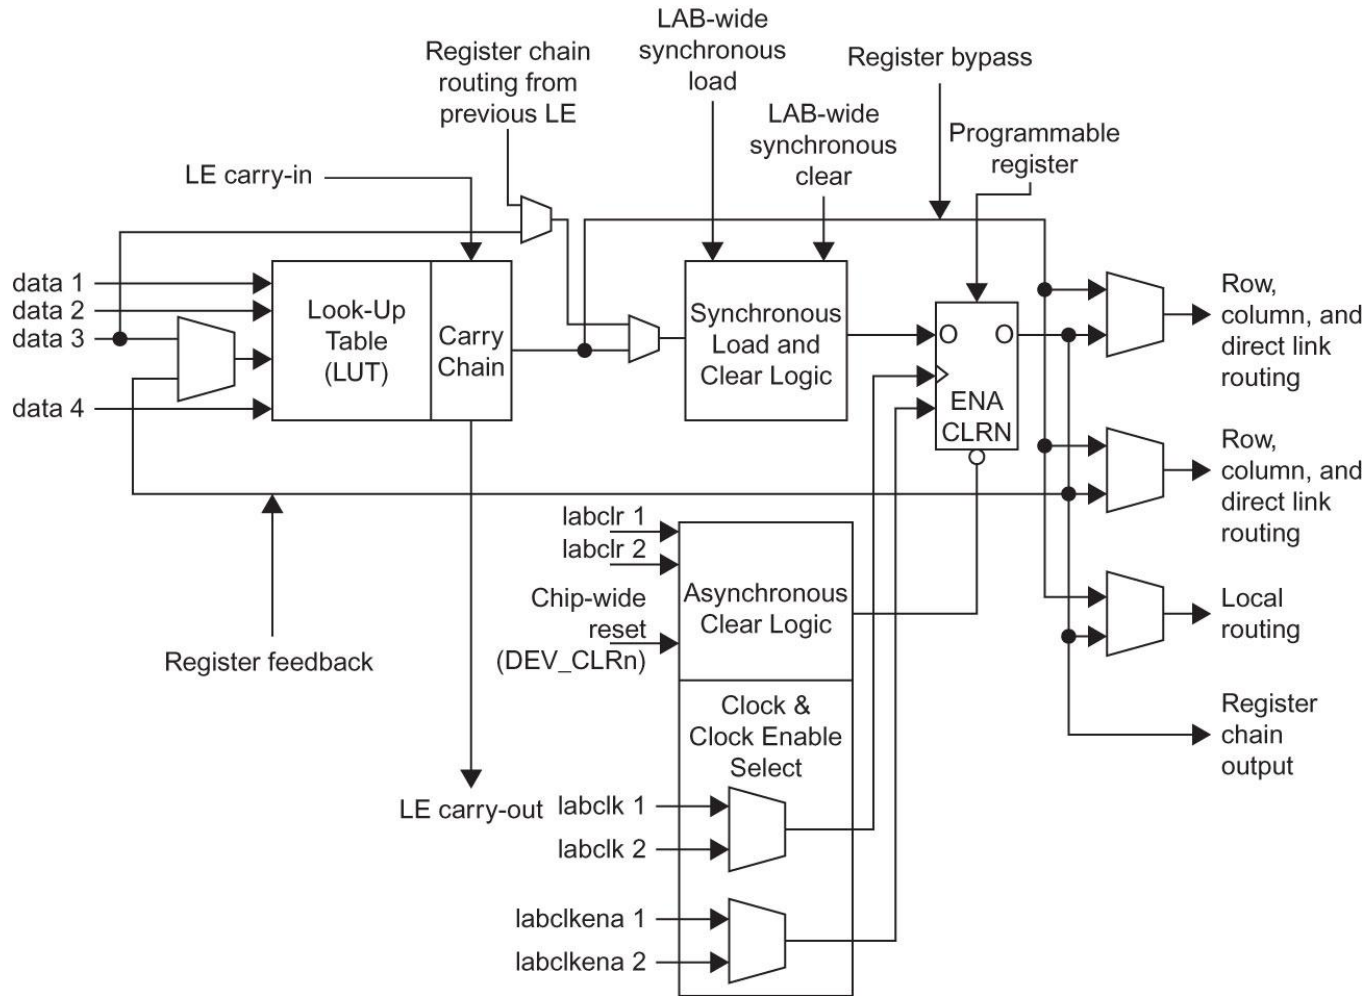 LAB-wide
synchronous
load
Register chain
routing from
previous LE
Register bypass
LAB-wide
synchronous
clear
Programmable
register
LE carry-in
data 1
data 2
data 3
data 4
Look-Up
Table
(LUT)
Carry
Chain
Synchronous
Load and
Clear Logic
O
O
ENA
CLRN
Row,
column, and
direct link
routing
Row,
column, and
direct link
routing
Local
routing
Register
chain
output
Register feedback
labclr 1
labclr 2
Chip-wide
reset
(DEV_CLRn)
Asynchronous
Clear Logic
Clock &
Clock Enable
Select
LE carry-out
labclk 1
labclk 2
labclkena 1
labclkena 2